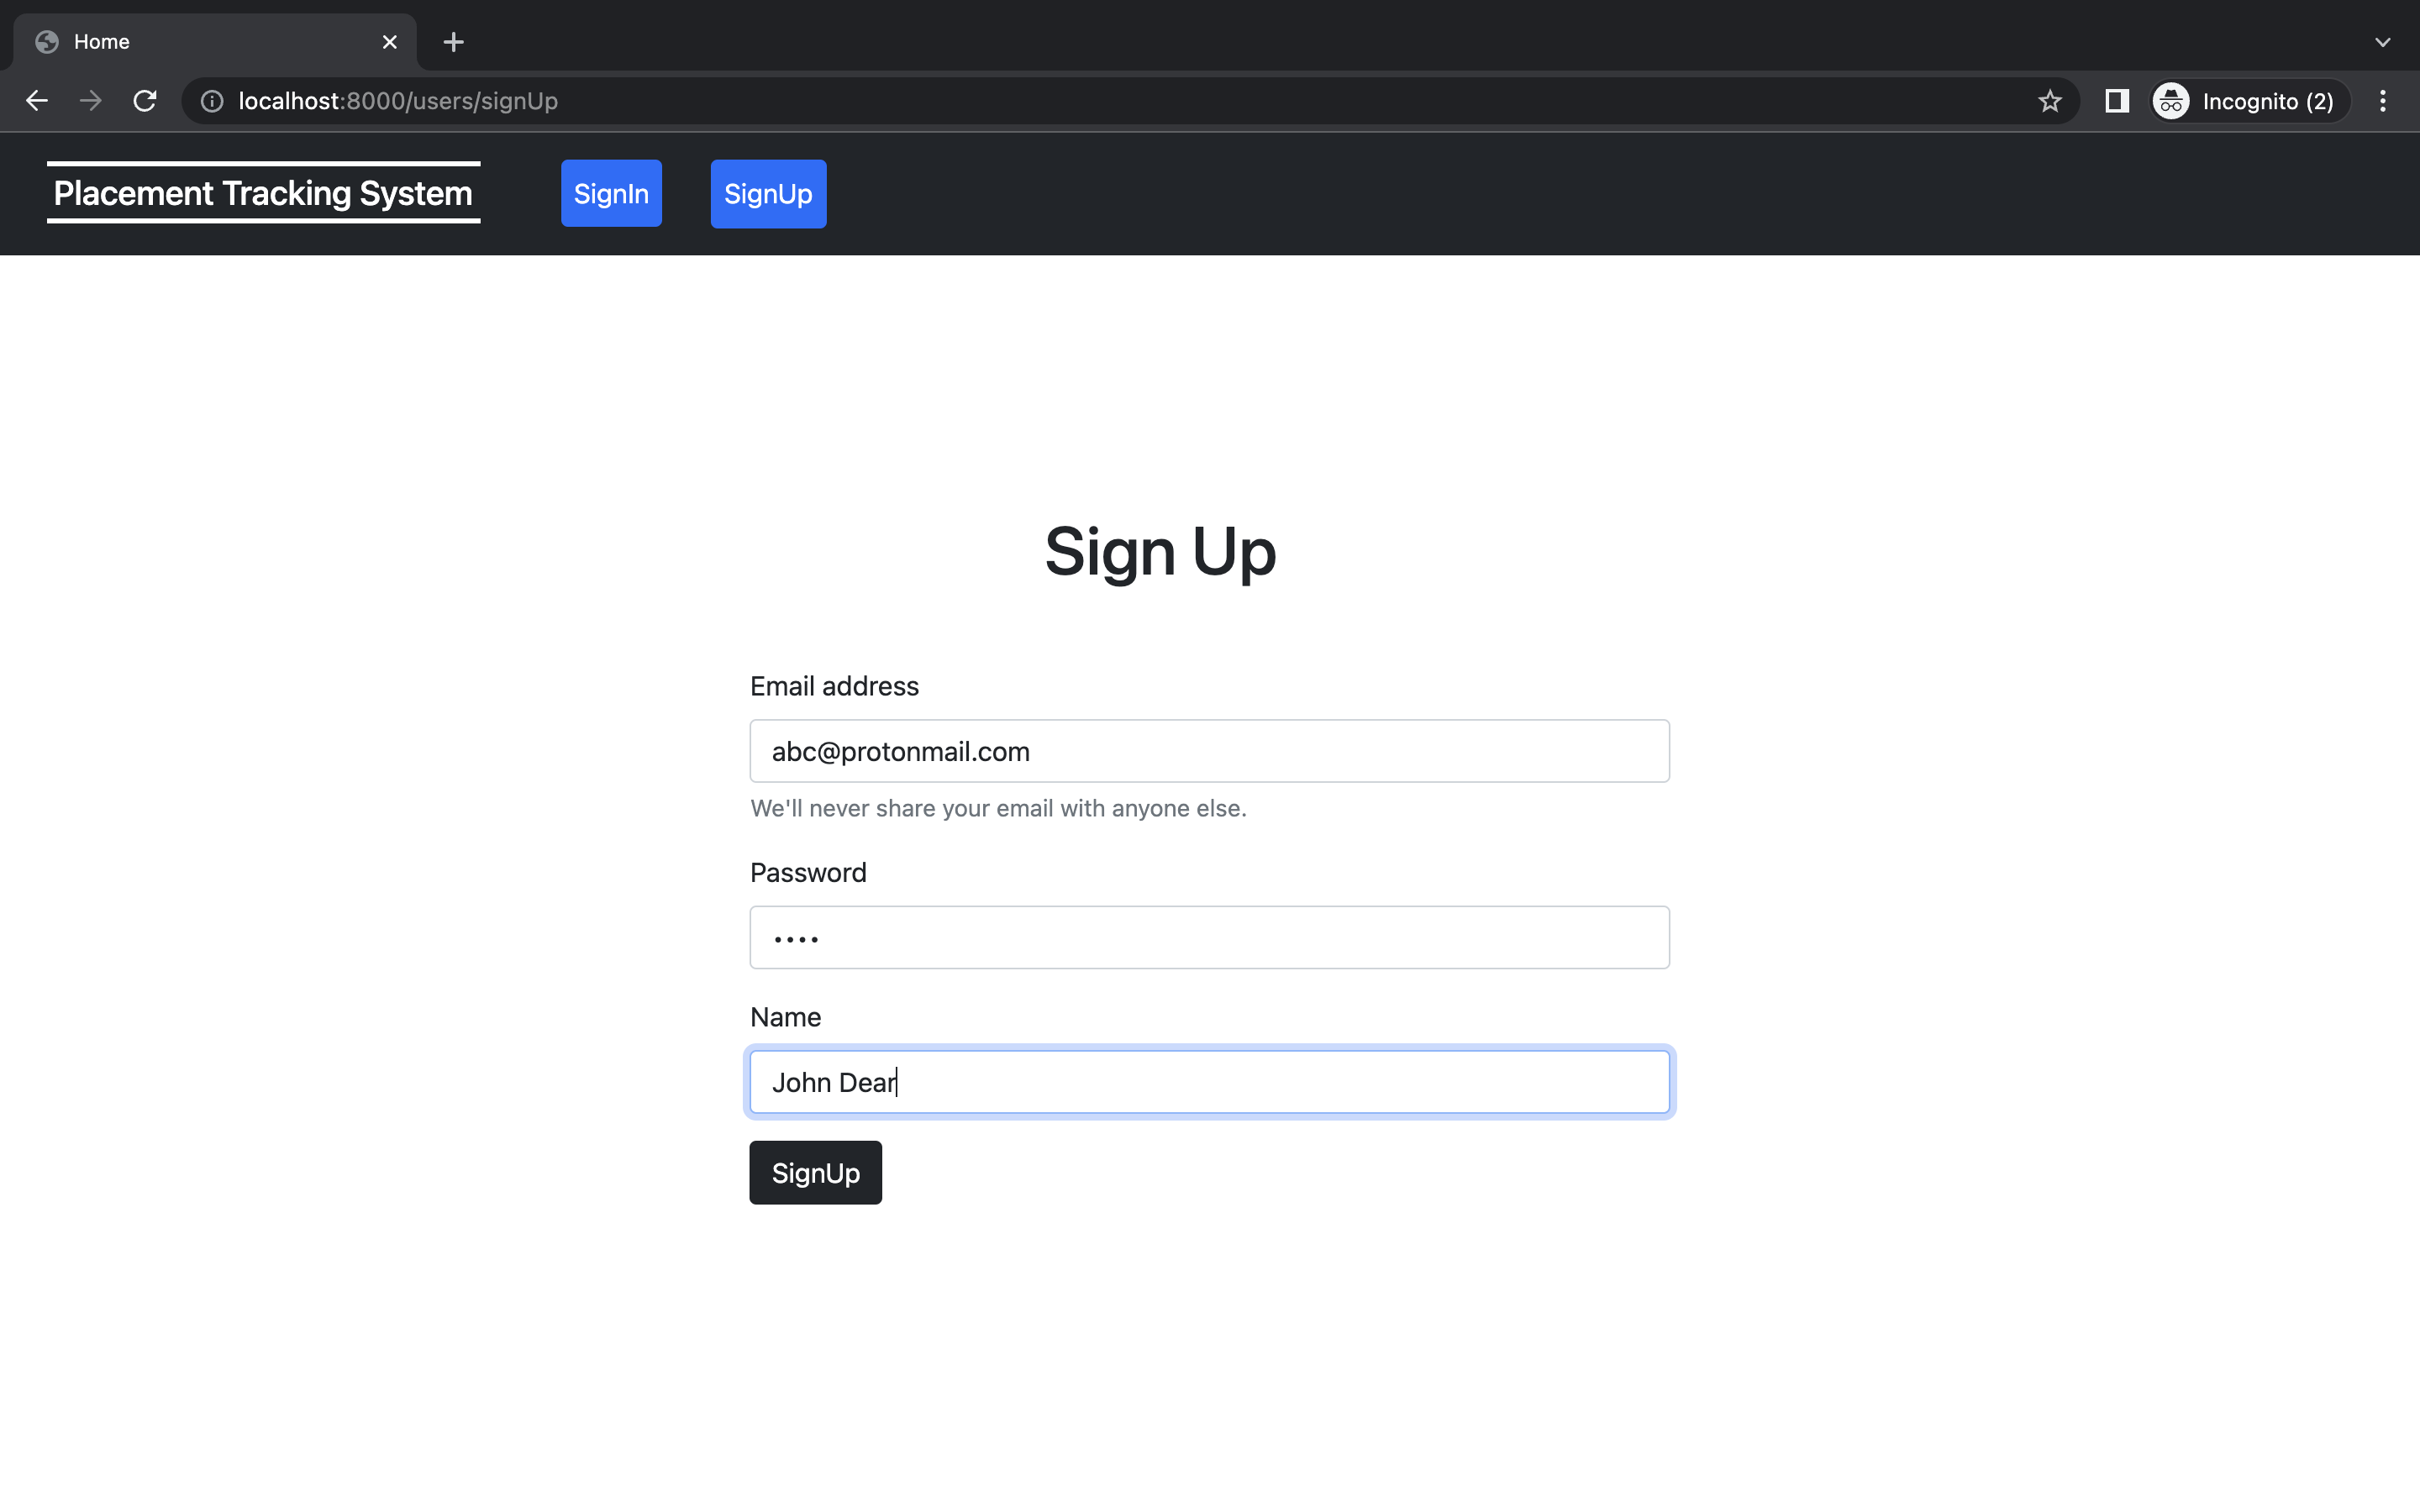 Home
localhost:8000/users/signUp
Incognito (2)
Placement Tracking System
SignIn
SignUp
Sign Up
Email address
abc@protonmail.com
We'll never share your email with anyone else.
Password
••••
Name
John Dear
SignUp